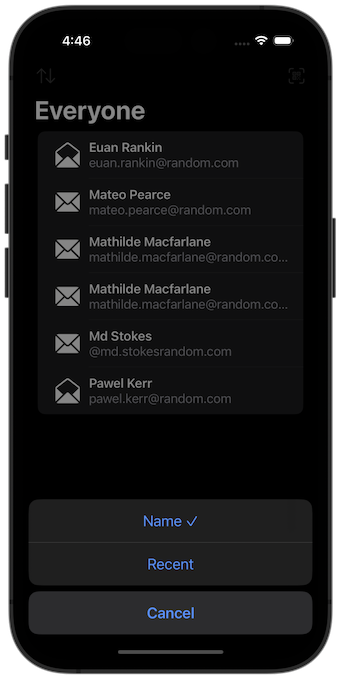 4:46
Everyone
Euan Rankin
euan.rankin@random.com
Mateo Pearce
mateo.pearce@random.com
Mathilde Macfarlane
mathilde.macfarlane@random.co...
Mathilde Macfarlane
mathilde.macfarlane@random.co...
Md Stokes
@md.stokesrandom.com
Pawel Kerr
pawel.kerr@random.com
Name ✓
Recent
Cancel